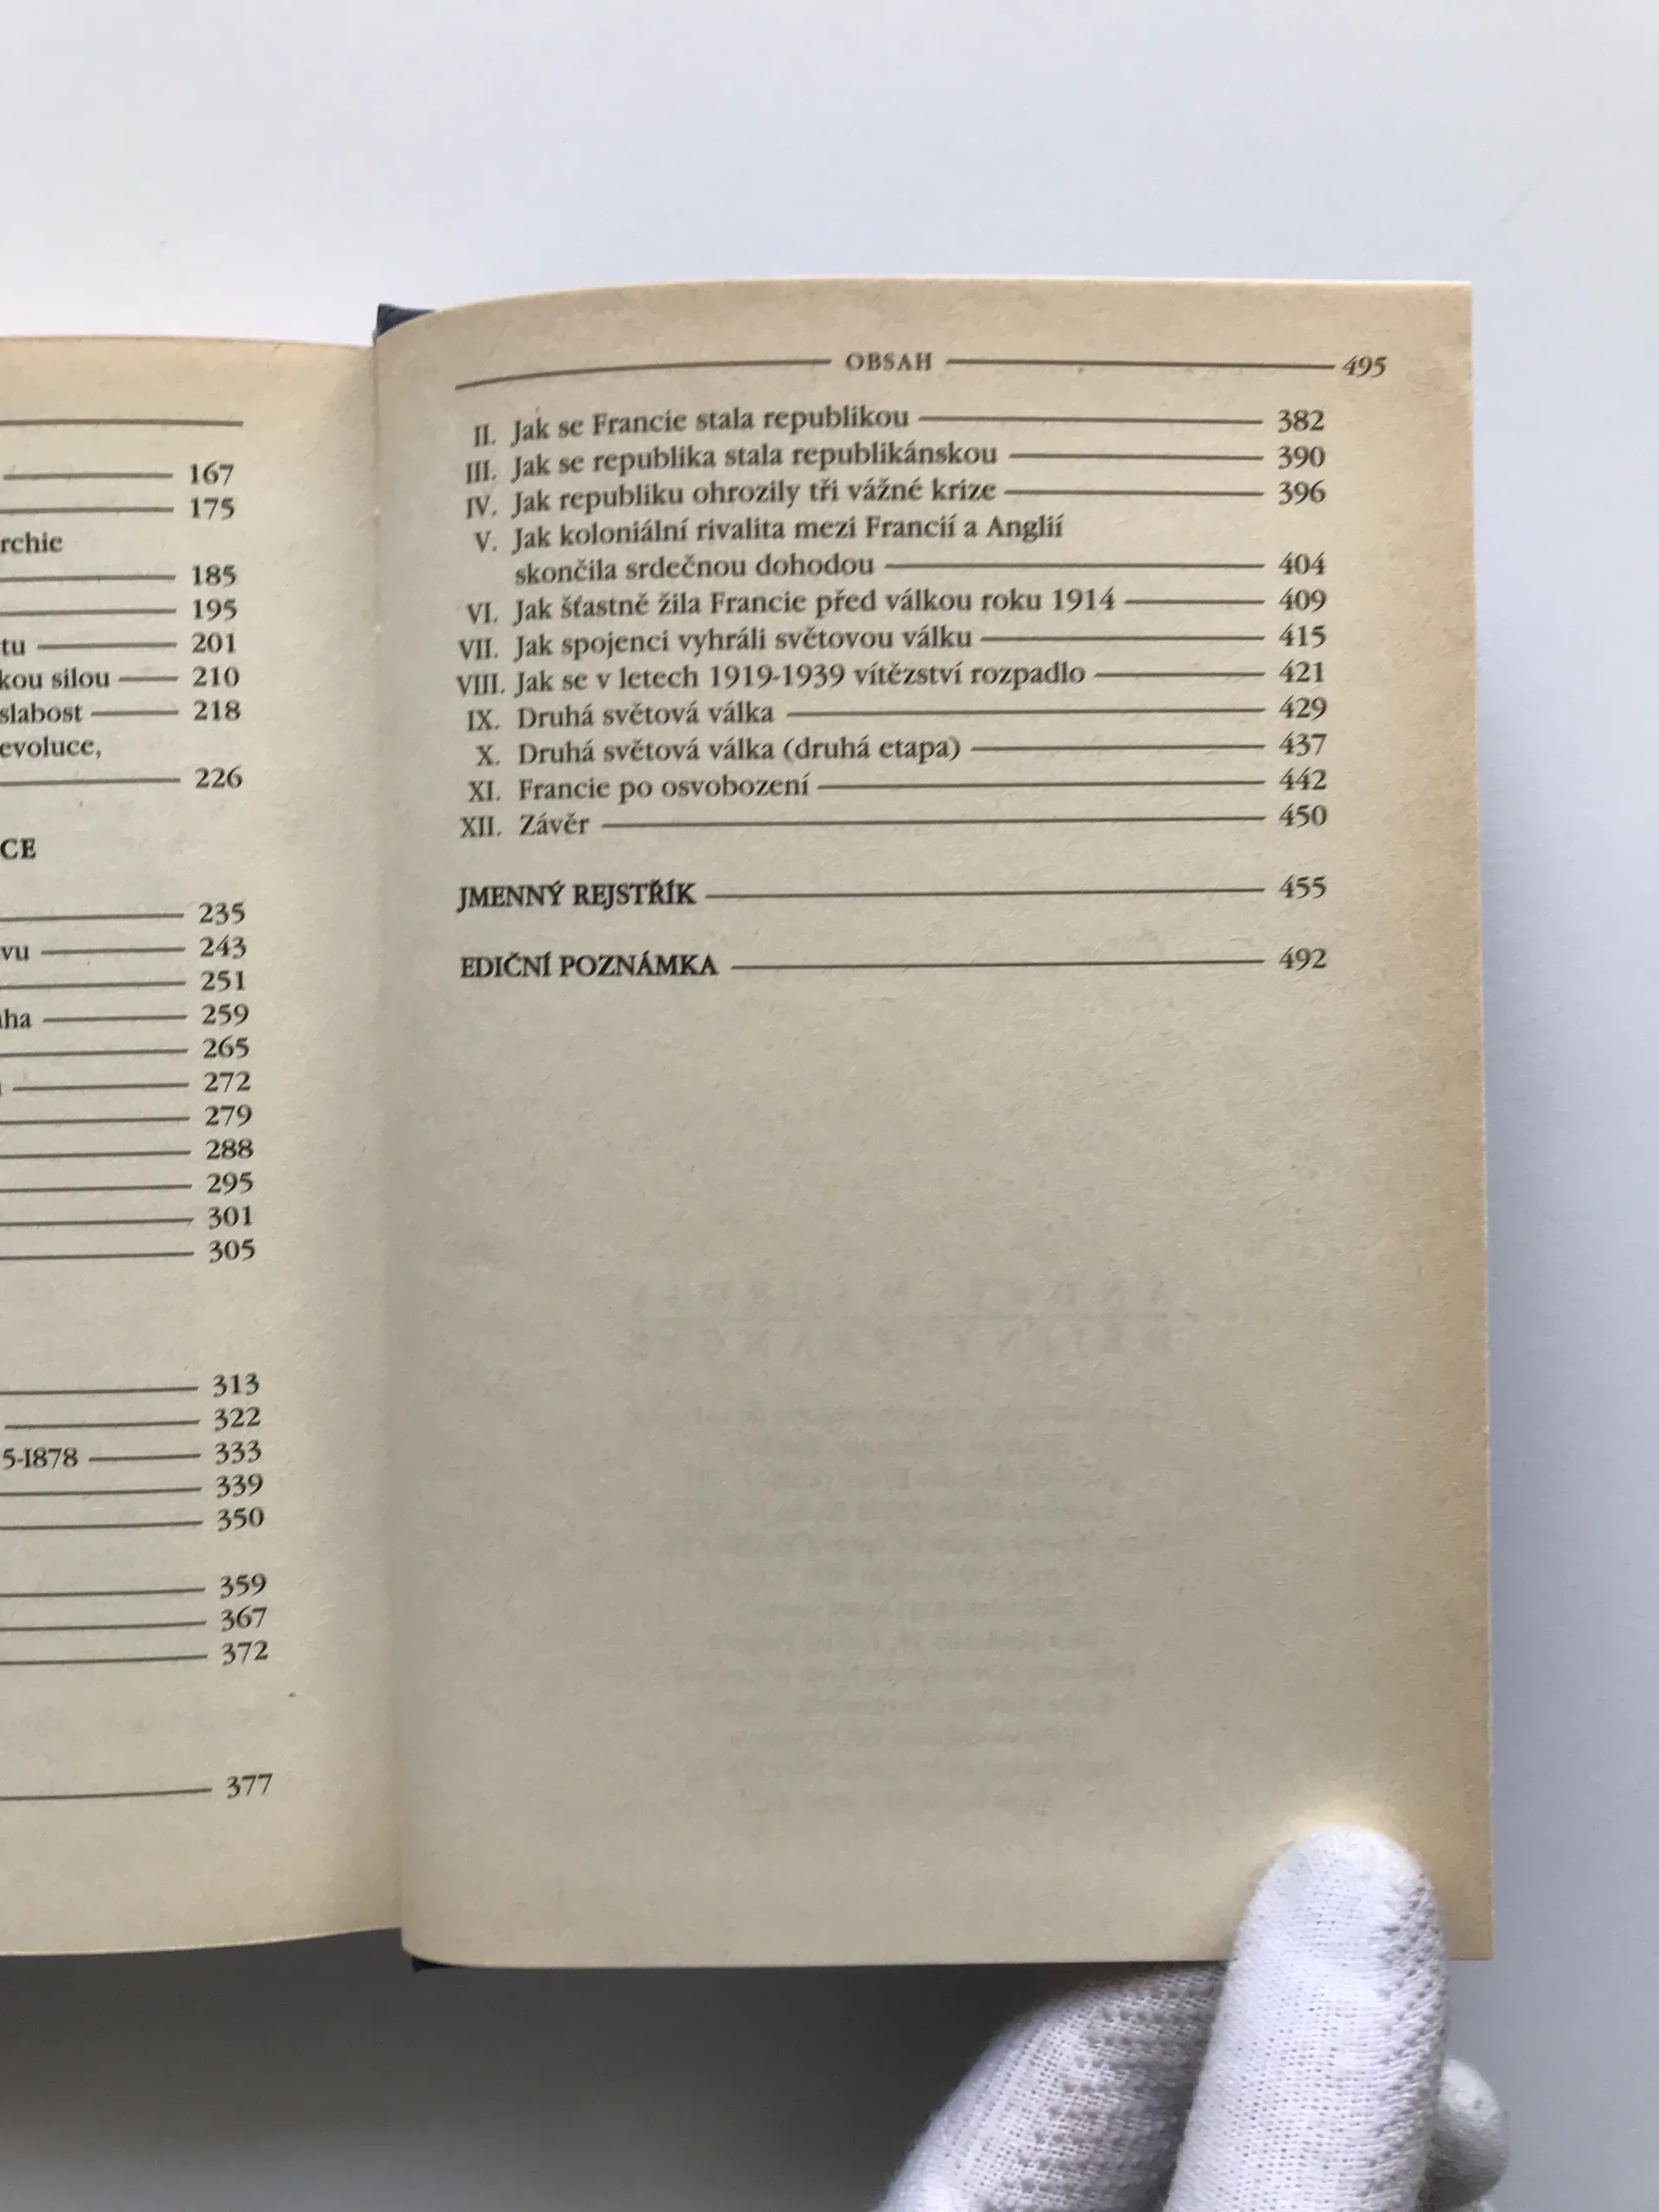 167
175
rchie
185
195
tu 201
kou silou 210
slabost 218
evoluce,
226
CE
235
vu 243
251
259
265
272
279
288
295
301
305
313
322
5-1878 333
339
350
359
367
372
377
OBSAH 495
II. Jak se Francie stala republikou 382
III. Jak se republika stala republikánskou 390
IV. Jak republiku ohrozily tři vážné krize 396
V. Jak koloniální rivalita mezi Francií a Anglií
skončila srdečnou dohodou 404
VI. Jak šťastně žila Francie před válkou roku 1914 409
VII. Jak spojenci vyhráli světovou válku 415
VIII. Jak se v letech 1919-1939 vítězství rozpadlo 421
IX. Druhá světová válka 429
X. Druhá světová válka (druhá etapa) 437
XI. Francie po osvobození 442
XII. Závěr 450
JMENNÝ REJSTŘÍK 455
EDIČNÍ POZNÁMKA 492